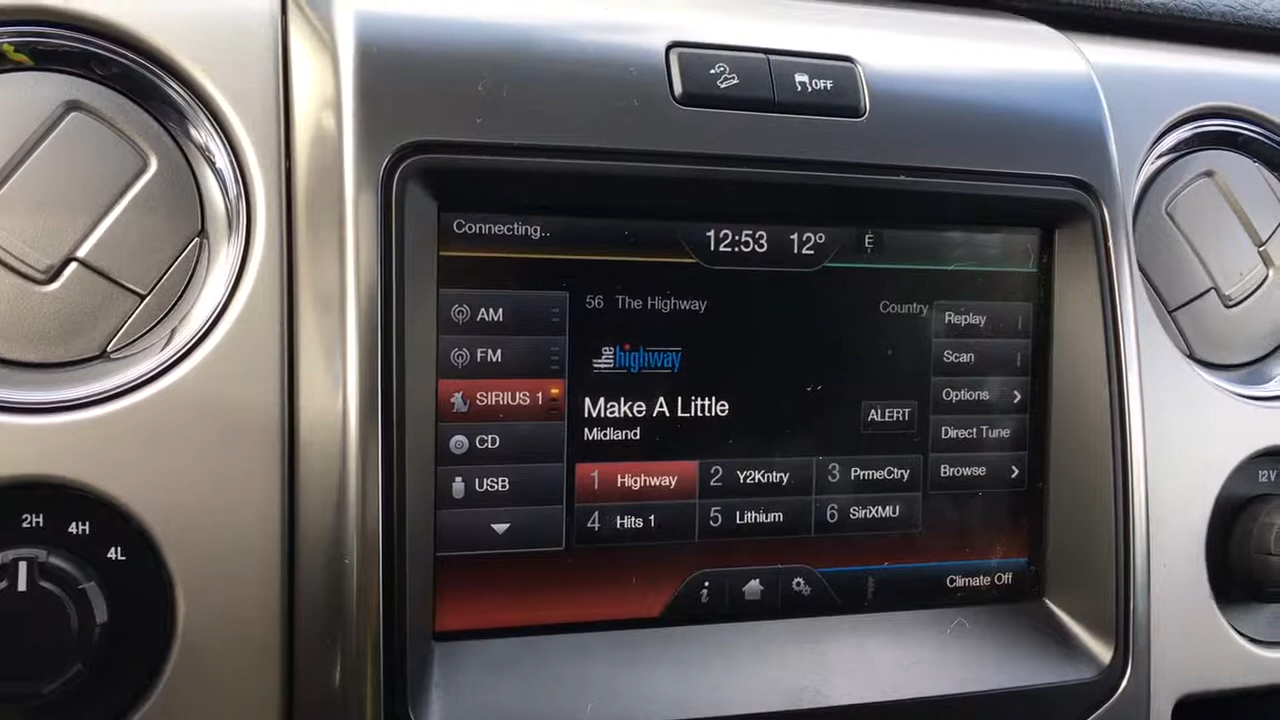 OFF
Connecting..
12:53 12° E
56 The Highway
Country
the highway
Make A Little
Midland
ALERT
AM
FM
SIRIUS 1
CD
USB
1 Highway
2 Y2Kntry
3 PrmeCtry
4 Hits 1
5 Lithium
6 SiriXMU
Replay
Scan
Options
Direct Tune
Browse
i
Climate Off
2H 4H 4L
12V